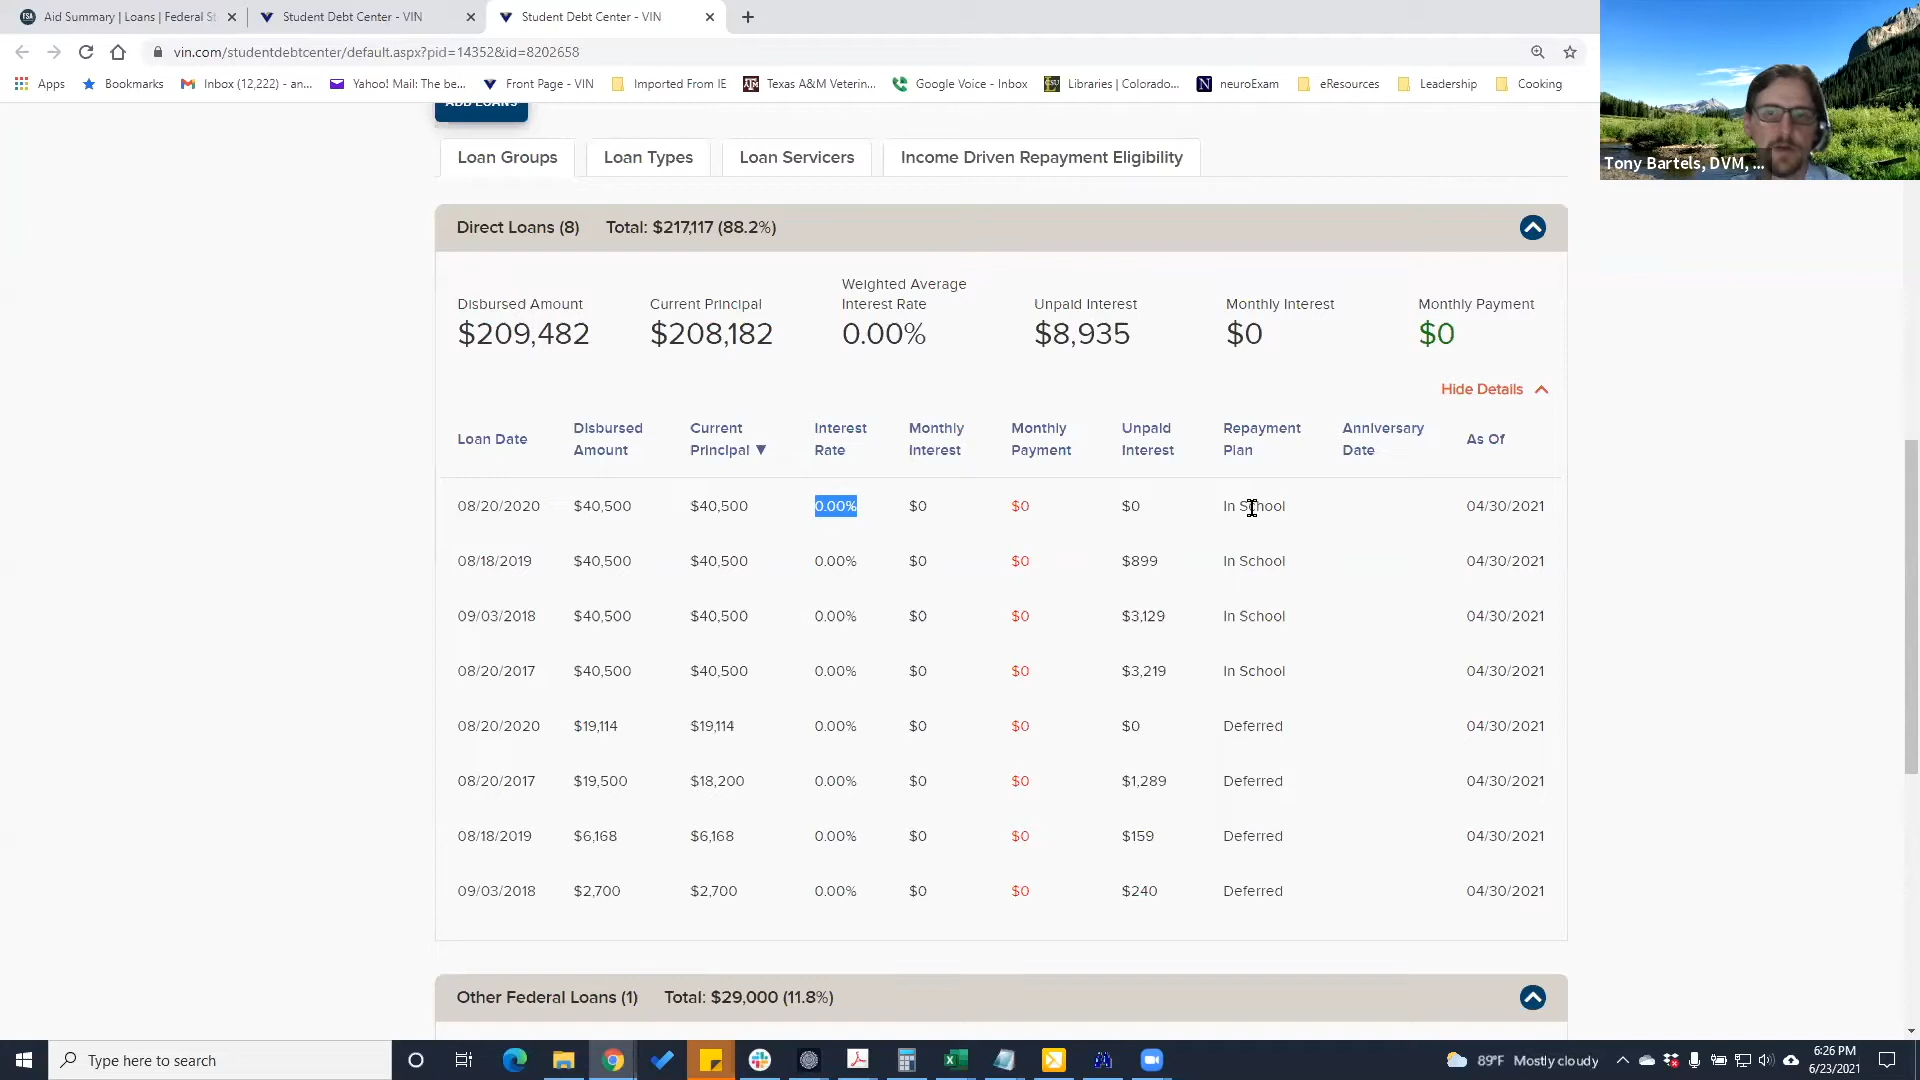 Aid Summary | Loans | Federal St
Student Debt Center - VIN
Student Debt Center - VIN
vin.com/studentdebtcenter/default.aspx?pid=14352&id=8202658
Apps
Bookmarks
Inbox (12,222) - an...
Yahoo! Mail: The be...
Front Page - VIN
Imported From IE
Texas A&M Veterin...
Google Voice - Inbox
Libraries | Colorado...
neuroExam
eResources
Leadership
Cooking
Tony Bartels, DVM, ...
ADD LOANS
Loan Groups
Loan Types
Loan Servicers
Income Driven Repayment Eligibility
Direct Loans (8) Total: $217,117 (88.2%)
Disbursed Amount
$209,482
Current Principal
$208,182
Weighted Average
Interest Rate
0.00%
Unpaid Interest
$8,935
Monthly Interest
$0
Monthly Payment
$0
Hide Details
Loan Date
Disbursed
Amount
Current
Principal ▼
Interest
Rate
Monthly
Interest
Monthly
Payment
Unpaid
Interest
Repayment
Plan
Anniversary
Date
As Of
08/20/2020 $40,500 $40,500 0.00% $0 $0 $0 In School 04/30/2021
08/18/2019 $40,500 $40,500 0.00% $0 $0 $899 In School 04/30/2021
09/03/2018 $40,500 $40,500 0.00% $0 $0 $3,129 In School 04/30/2021
08/20/2017 $40,500 $40,500 0.00% $0 $0 $3,219 In School 04/30/2021
08/20/2020 $19,114 $19,114 0.00% $0 $0 $0 Deferred 04/30/2021
08/20/2017 $19,500 $18,200 0.00% $0 $0 $1,289 Deferred 04/30/2021
08/18/2019 $6,168 $6,168 0.00% $0 $0 $159 Deferred 04/30/2021
09/03/2018 $2,700 $2,700 0.00% $0 $0 $240 Deferred 04/30/2021
Other Federal Loans (1) Total: $29,000 (11.8%)
Type here to search
89°F Mostly cloudy
6:26 PM
6/23/2021